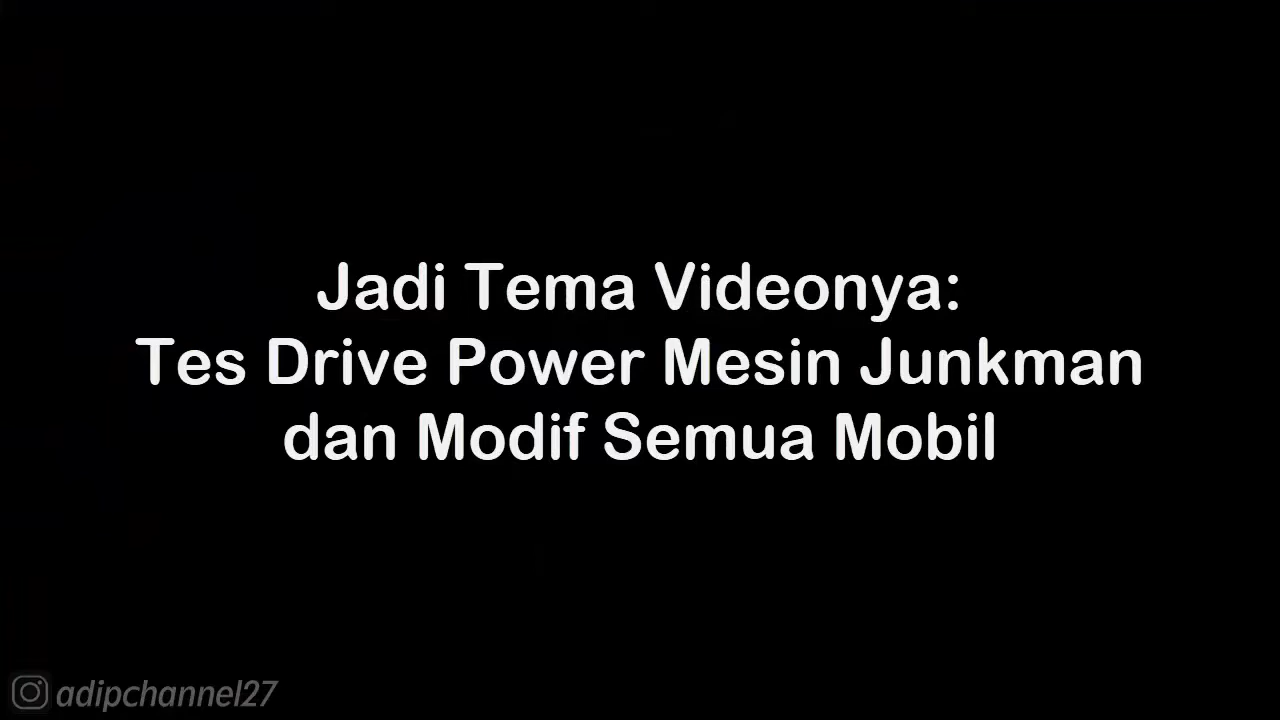 Jadi Tema Videonya:
Tes Drive Power Mesin Junkman
dan Modif Semua Mobil
adipchannel27